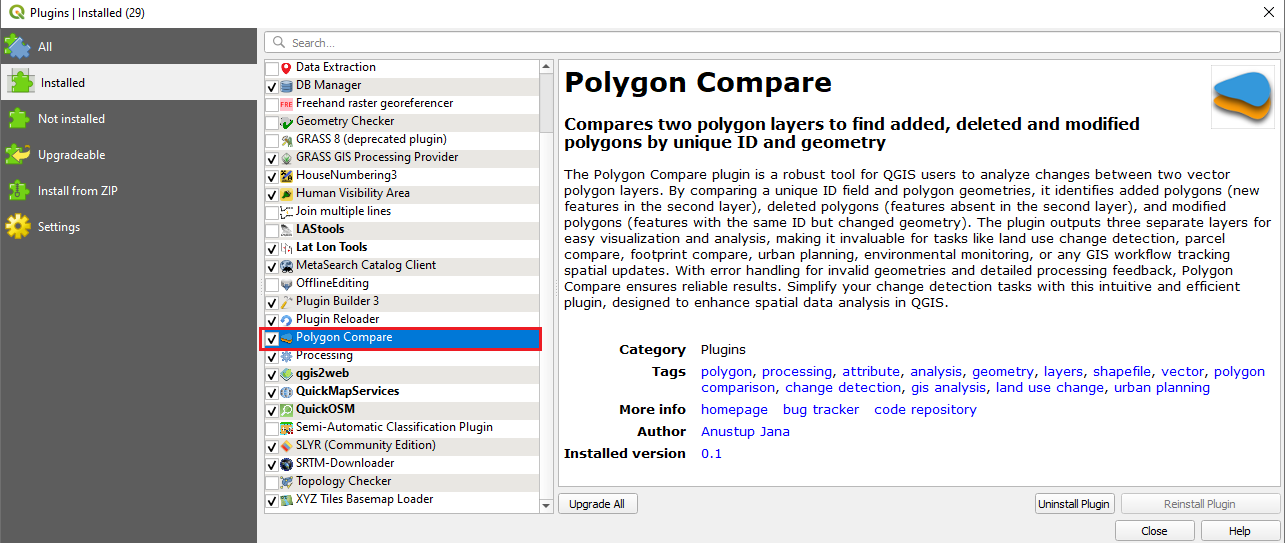 Plugins | Installed (29)
All
Installed
Not installed
Upgradeable
Install from ZIP
Settings
Search...
Data Extraction
DB Manager
FRE Freehand raster georeferencer
Geometry Checker
GRASS 8 (deprecated plugin)
GRASS GIS Processing Provider
HouseNumbering3
Human Visibility Area
Join multiple lines
LAStools
Lat Lon Tools
MetaSearch Catalog Client
OfflineEditing
Plugin Builder 3
Plugin Reloader
Polygon Compare
Processing
qgis2web
QuickMapServices
QuickOSM
Semi-Automatic Classification Plugin
SLYR (Community Edition)
SRTM-Downloader
Topology Checker
XYZ Tiles Basemap Loader
Polygon Compare
Compares two polygon layers to find added, deleted and modified
polygons by unique ID and geometry
The Polygon Compare plugin is a robust tool for QGIS users to analyze changes between two vector
polygon layers. By comparing a unique ID field and polygon geometries, it identifies added polygons (new
features in the second layer), deleted polygons (features absent in the second layer), and modified
polygons (features with the same ID but changed geometry). The plugin outputs three separate layers for
easy visualization and analysis, making it invaluable for tasks like land use change detection, parcel
compare, footprint compare, urban planning, environmental monitoring, or any GIS workflow tracking
spatial updates. With error handling for invalid geometries and detailed processing feedback, Polygon
Compare ensures reliable results. Simplify your change detection tasks with this intuitive and efficient
plugin, designed to enhance spatial data analysis in QGIS.
Category Plugins
Tags polygon, processing, attribute, analysis, geometry, layers, shapefile, vector, polygon
comparison, change detection, gis analysis, land use change, urban planning
More info homepage bug tracker code repository
Author Anustup Jana
Installed version 0.1
Upgrade All
Uninstall Plugin
Reinstall Plugin
Close
Help